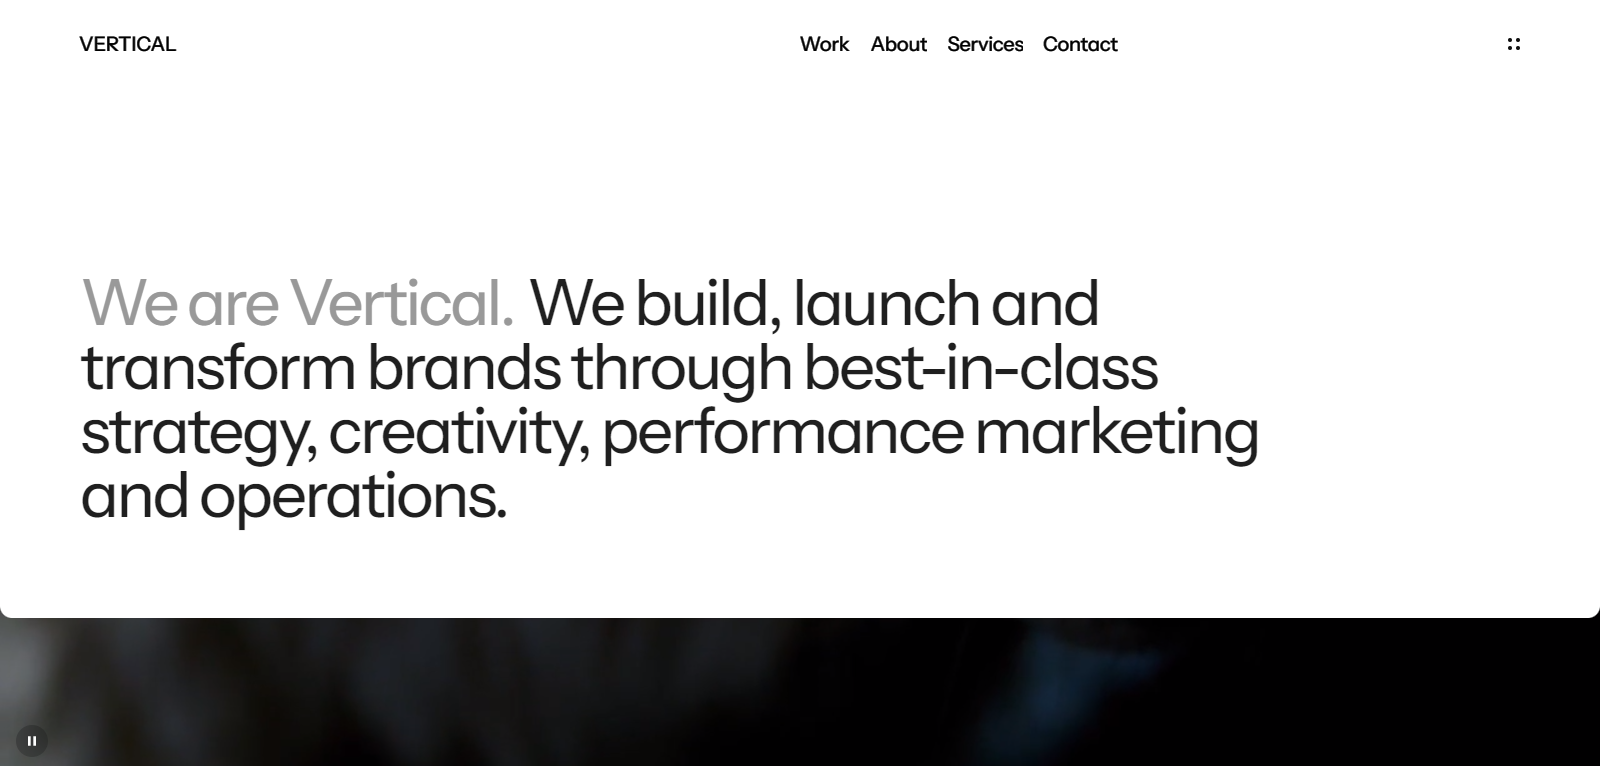 VERTICAL
Work About Services Contact
We are Vertical. We build, launch and
transform brands through best-in-class
strategy, creativity, performance marketing
and operations.